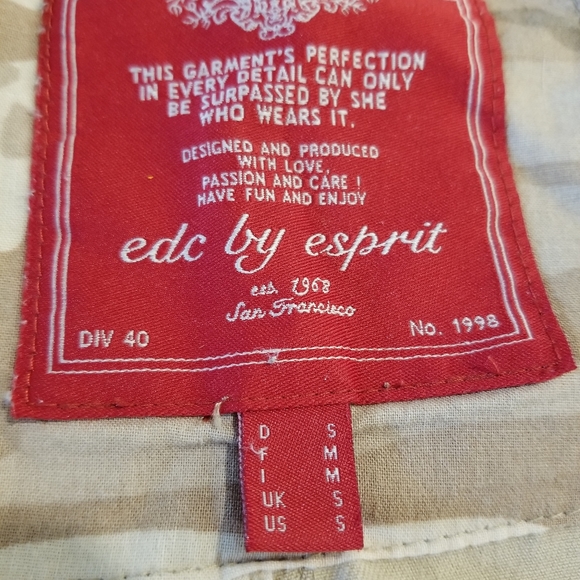 THIS GARMENT'S PERFECTION
IN EVERY DETAIL CAN ONLY
BE SURPASSED BY SHE
WHO WEARS IT.
DESIGNED AND PRODUCED
WITH LOVE,
PASSION AND CARE !
HAVE FUN AND ENJOY
edc by esprit
est. 1968
San Francisco
DIV 40 No. 1998
D S
F M
I M
UK S
US S